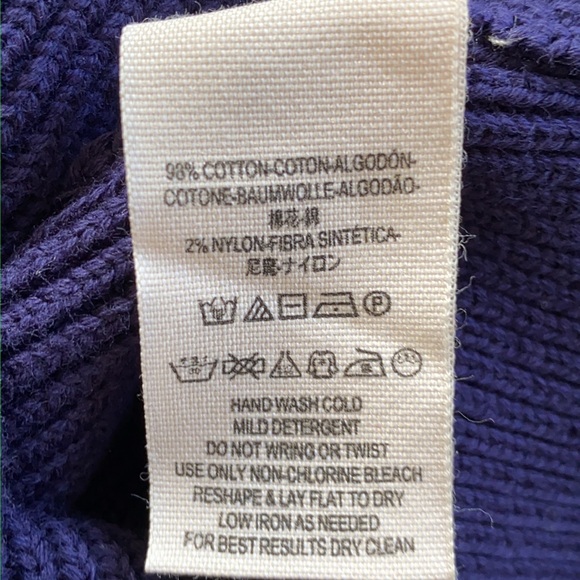 98% COTTON-COTON-ALGODÓN-
COTONE-BAUMWOLLE-ALGODÃO-
棉花-綿
2% NYLON-FIBRA SINTÉTICA-
尼龍-ナイロン
P
HAND WASH COLD
MILD DETERGENT
DO NOT WRING OR TWIST
USE ONLY NON-CHLORINE BLEACH
RESHAPE & LAY FLAT TO DRY
LOW IRON AS NEEDED
FOR BEST RESULTS DRY CLEAN